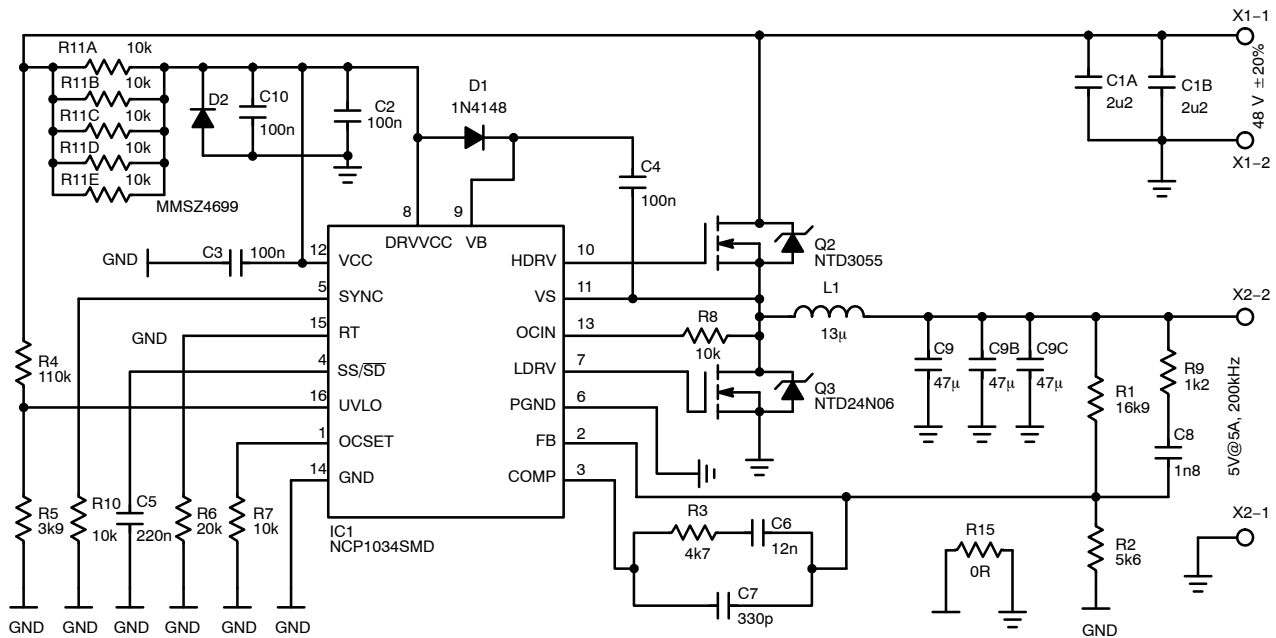 X1-1
R11A 10k
R11B 10k
R11C 10k
R11D 10k
R11E 10k
MMSZ4699
D2
C10
100n
C2
100n
D1
1N4148
C4
100n
C1A
2u2
C1B
2u2
48 V ±20%
X1-2
8
9
DRVVCC VB
GND
C3 100n
12 VCC
5 SYNC
GND
15 RT
4 SS/SD
16 UVLO
1 OCSET
14 GND
HDRV 10
VS 11
OCIN 13
LDRV 7
PGND 6
FB 2
COMP 3
IC1
NCP1034SMD
Q2
NTD3055
R8
10k
Q3
NTD24N06
L1
13µ
X2-2
C9
47µ
C9B
47µ
C9C
47µ
R1
16k9
R9
1k2
C8
1n8
5V@5A, 200kHz
X2-1
R4
110k
R5
3k9
R10
10k
C5
220n
R6
20k
R7
10k
R3
4k7
C6
12n
C7
330p
R15
0R
R2
5k6
GND GND GND GND GND GND
GND